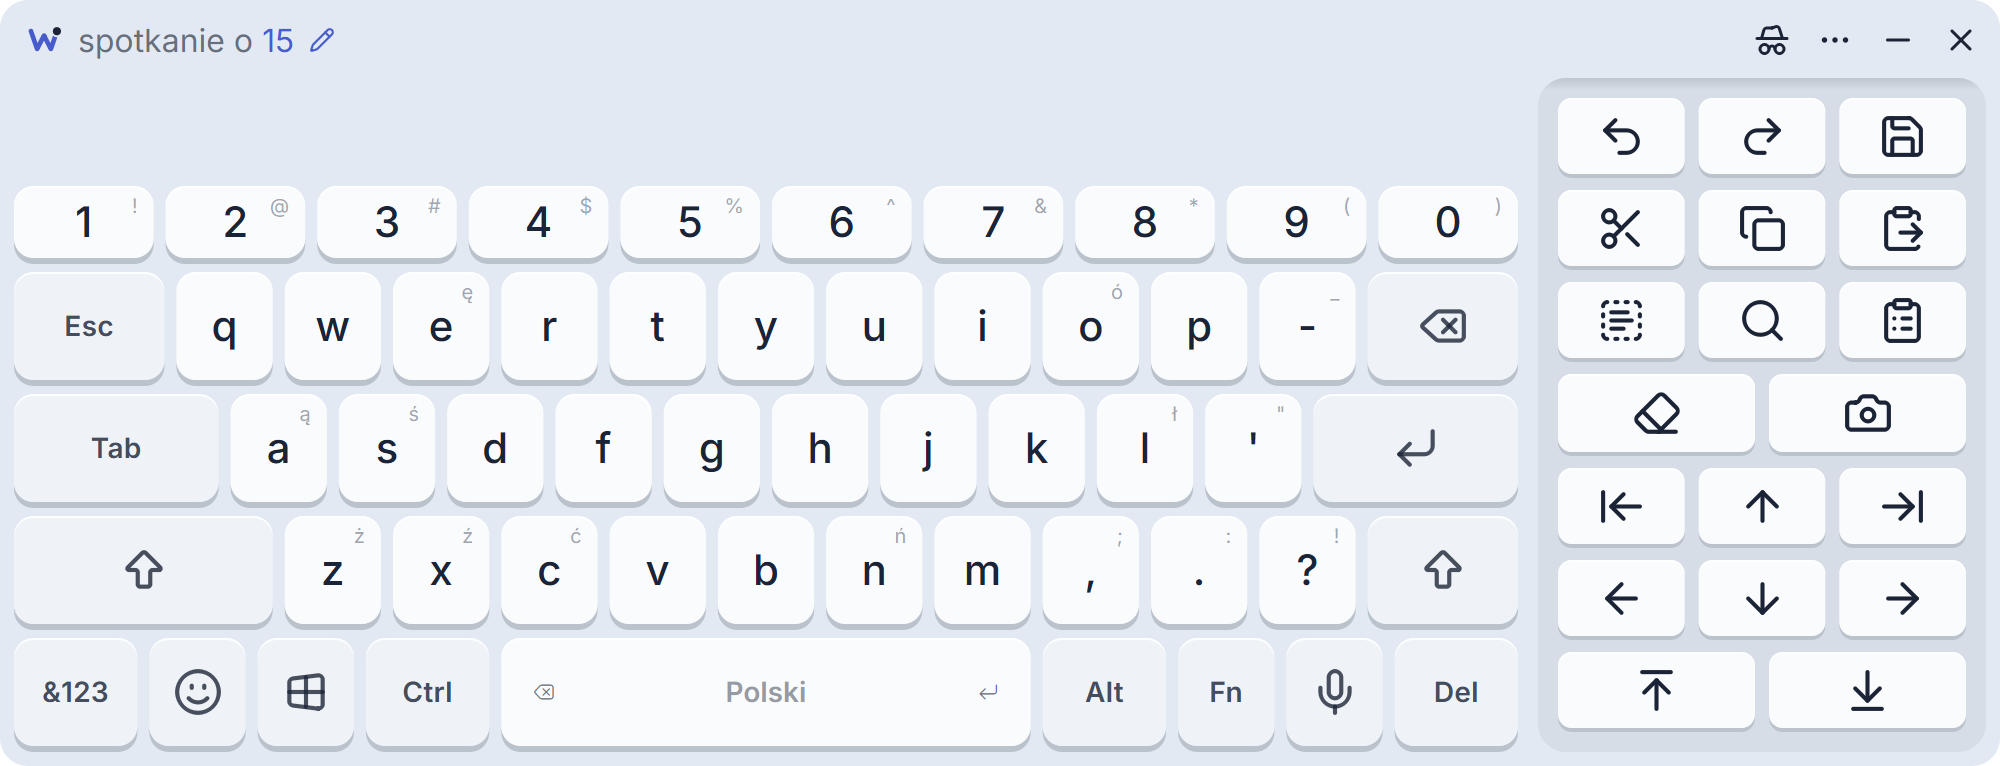 spotkanie o 15
1 ! 2 @ 3 # 4 $ 5 % 6 ^ 7 & 8 * 9 ( 0 )
Esc q w e ę r t y u i o ó p - _
Tab a ą s ś d f g h j k l ł ' "
z ż x ź c ć v b n ń m , ; . : ? !
&123 Ctrl Polski Alt Fn Del